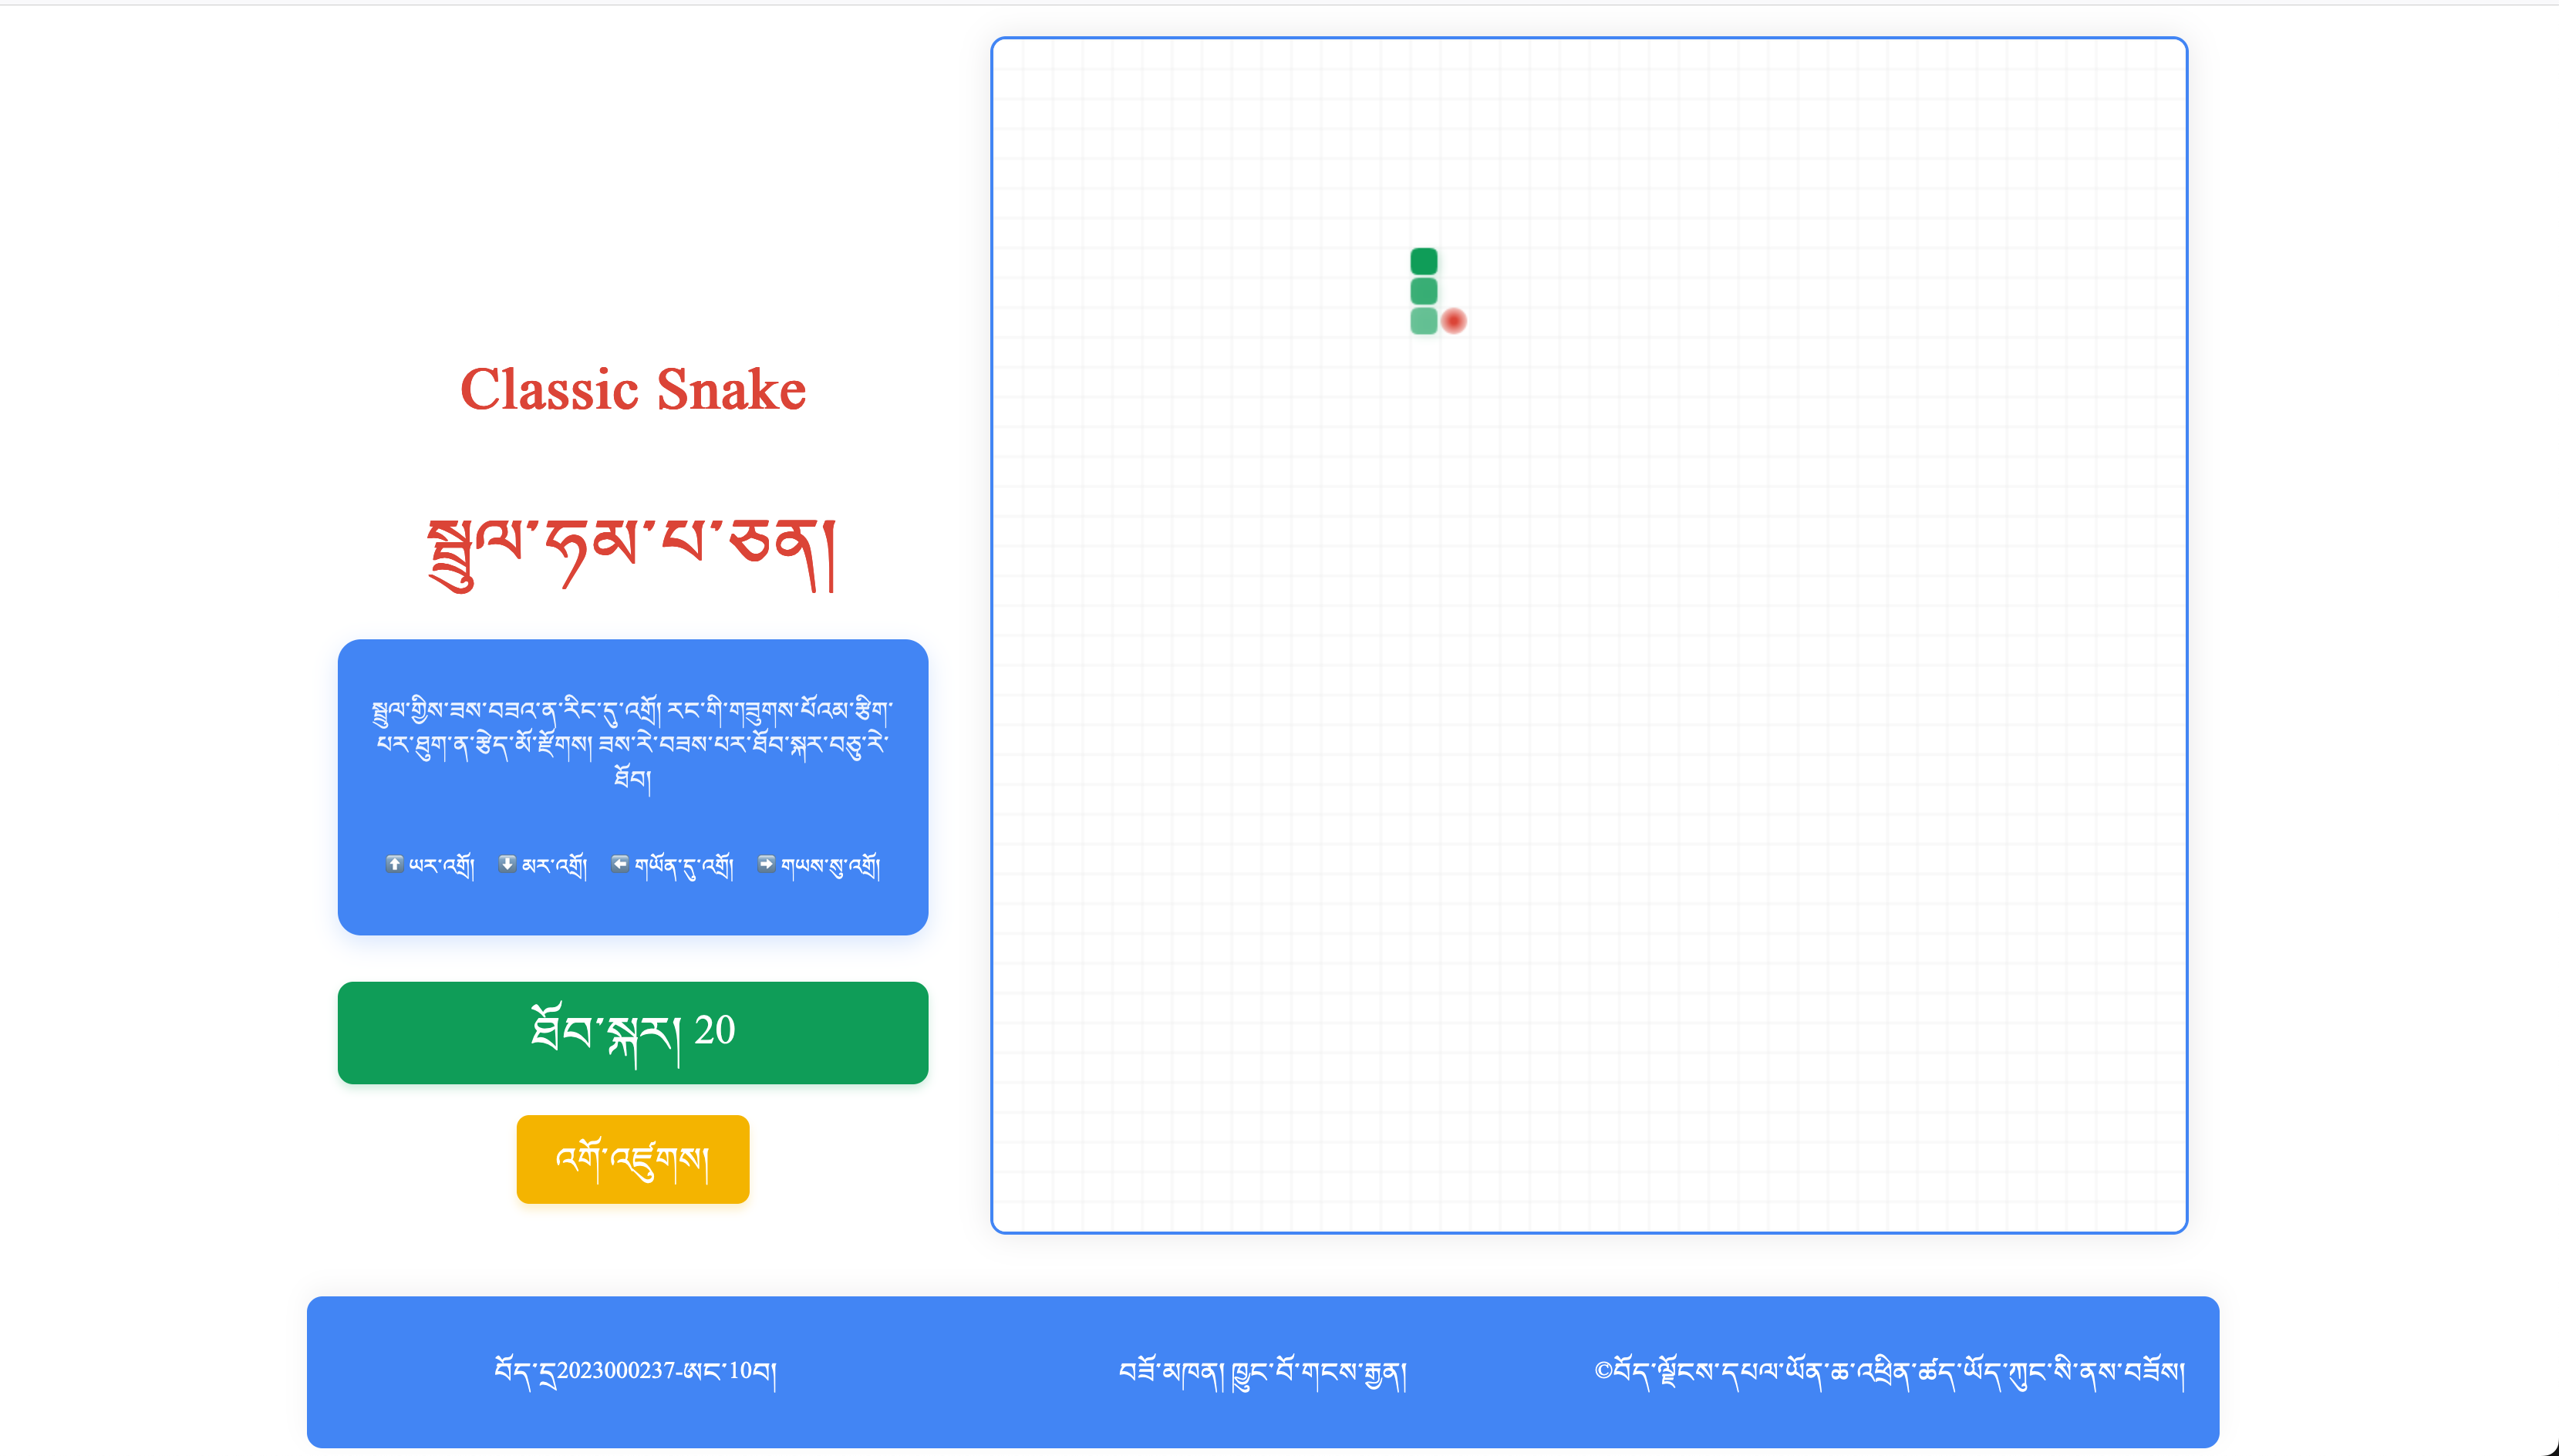 Classic Snake
སྦྲུལ་ཧམ་པ་ཅན།
སྦྲུལ་གྱིས་ཟས་བཟའ་ན་རིང་དུ་འགྲོ། རང་གི་གཟུགས་པོའམ་རྩིག་
པར་ཐུག་ན་རྩེད་མོ་རྫོགས། ཟས་རེ་བཟས་པར་ཐོབ་སྐར་བཅུ་རེ་
ཐོབ།
⬆️ ཡར་འགྲོ། ⬇️ མར་འགྲོ། ⬅️ གཡོན་དུ་འགྲོ། ➡️ གཡས་སུ་འགྲོ།
ཐོབ་སྐར། 20
འགོ་འཛུགས།
བོད་དྲ2023000237-ཨང་10བ། བཟོ་མཁན། ཁྱུང་པོ་གངས་རྒྱན། ©བོད་ལྗོངས་དཔལ་ཡོན་ཆ་འཕྲིན་ཚད་ཡོད་ཀུང་སི་ནས་བཟོས།